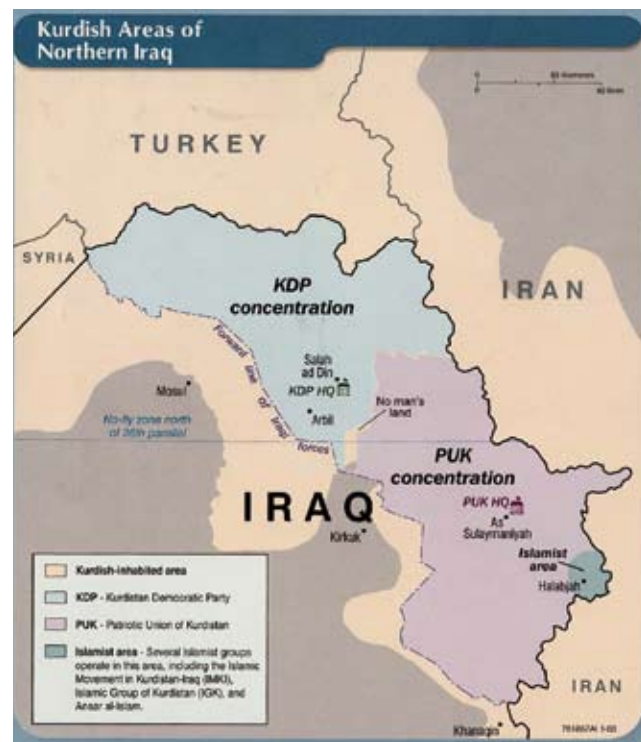 Kurdish Areas of
Northern Iraq
TURKEY
SYRIA
IRAN
KDP
concentration
Salah
ad Din
KDP HQ
Arbil
Mosul
Forward line of Iraqi forces
No man's
land
No-fly zone north
of 36th parallel
PUK
concentration
IRAQ
Kirkuk
PUK HQ
As
Sulaymaniyah
Islamist
area
Halabjah
Kurdish-inhabited area
KDP - Kurdistan Democratic Party
PUK - Patriotic Union of Kurdistan
Islamist area - Several Islamist groups
operate in this area, including the Islamic
Movement in Kurdistan-Iraq (IMKI),
Islamic Group of Kurdistan (IGK), and
Ansar al-Islam.
IRAN
Khanaqin